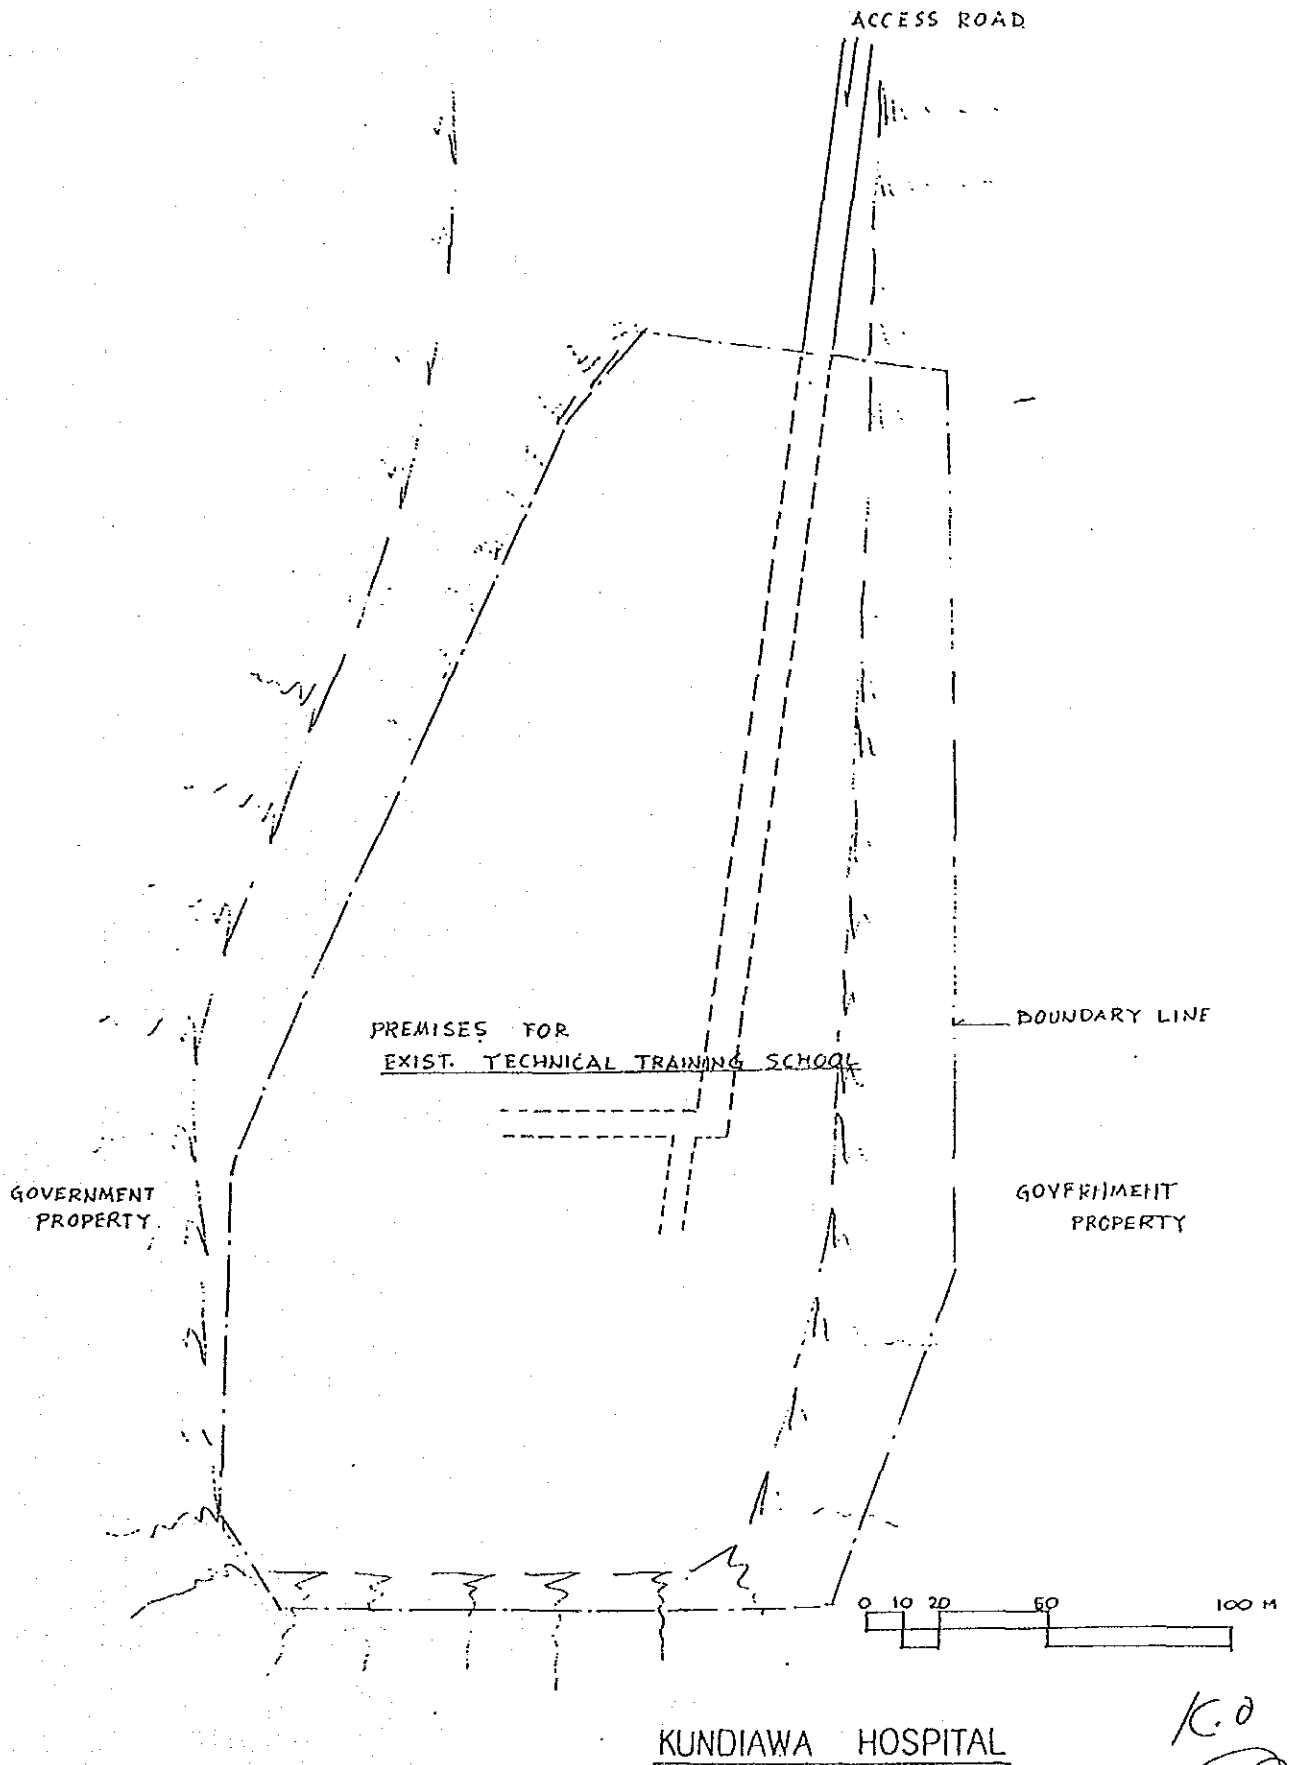 ACCESS ROAD
PREMISES FOR
EXIST. TECHNICAL TRAINING SCHOOL
BOUNDARY LINE
GOVERNMENT
PROPERTY
GOVERNMENT
PROPERTY
0 10 20 50 100 M
KUNDIAWA HOSPITAL
K.O